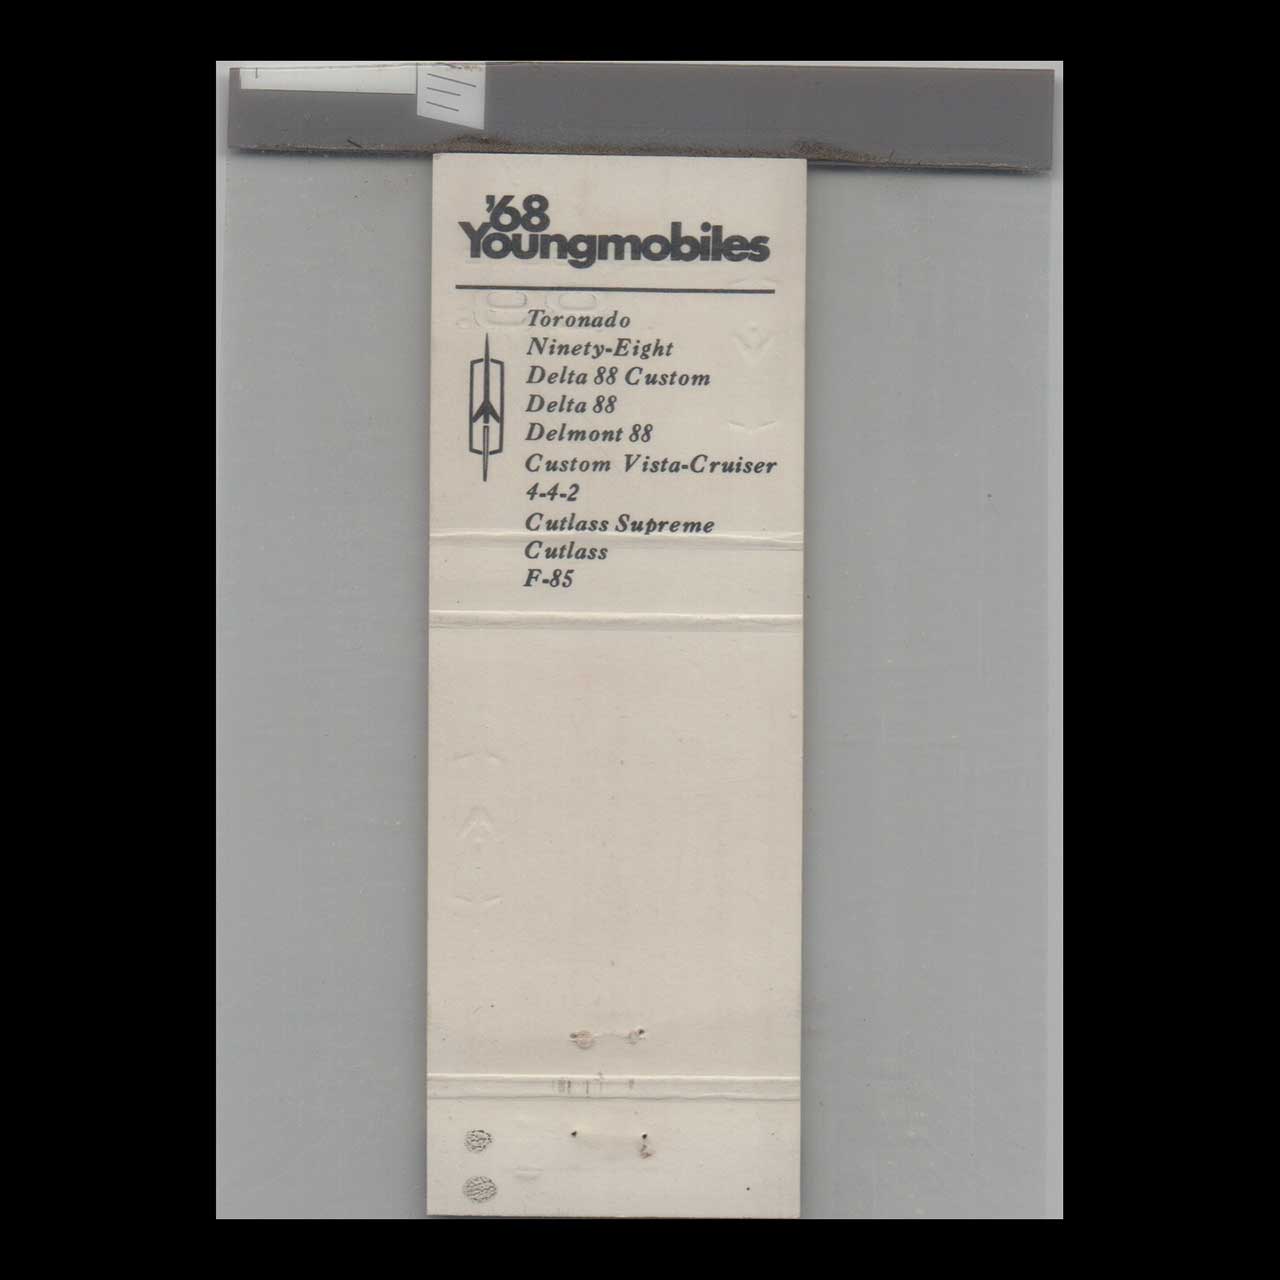 '68
Youngmobiles
Toronado
Ninety-Eight
Delta 88 Custom
Delta 88
Delmont 88
Custom Vista-Cruiser
4-4-2
Cutlass Supreme
Cutlass
F-85